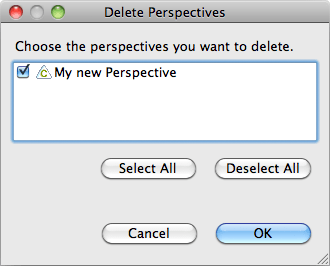 Delete Perspectives
Choose the perspectives you want to delete.
C My new Perspective
Select All Deselect All
Cancel OK